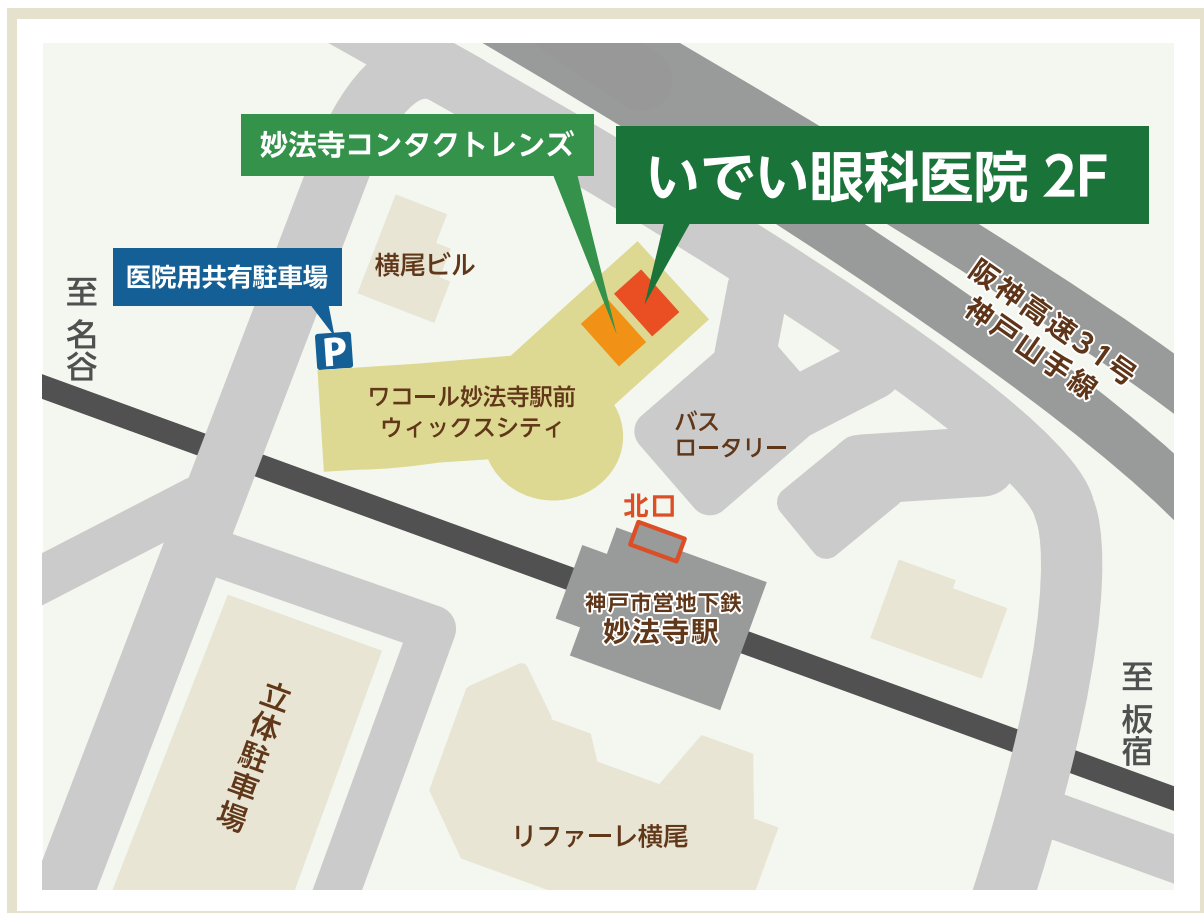 妙法寺コンタクトレンズ
いでい眼科医院 2F
医院用共有駐車場
横尾ビル
至 名谷
P
阪神高速31号
神戸山手線
ワコール妙法寺駅前
ウィックスシティ
バス
ロータリー
北口
神戸市営地下鉄
妙法寺駅
至 板宿
立体駐車場
リファーレ横尾